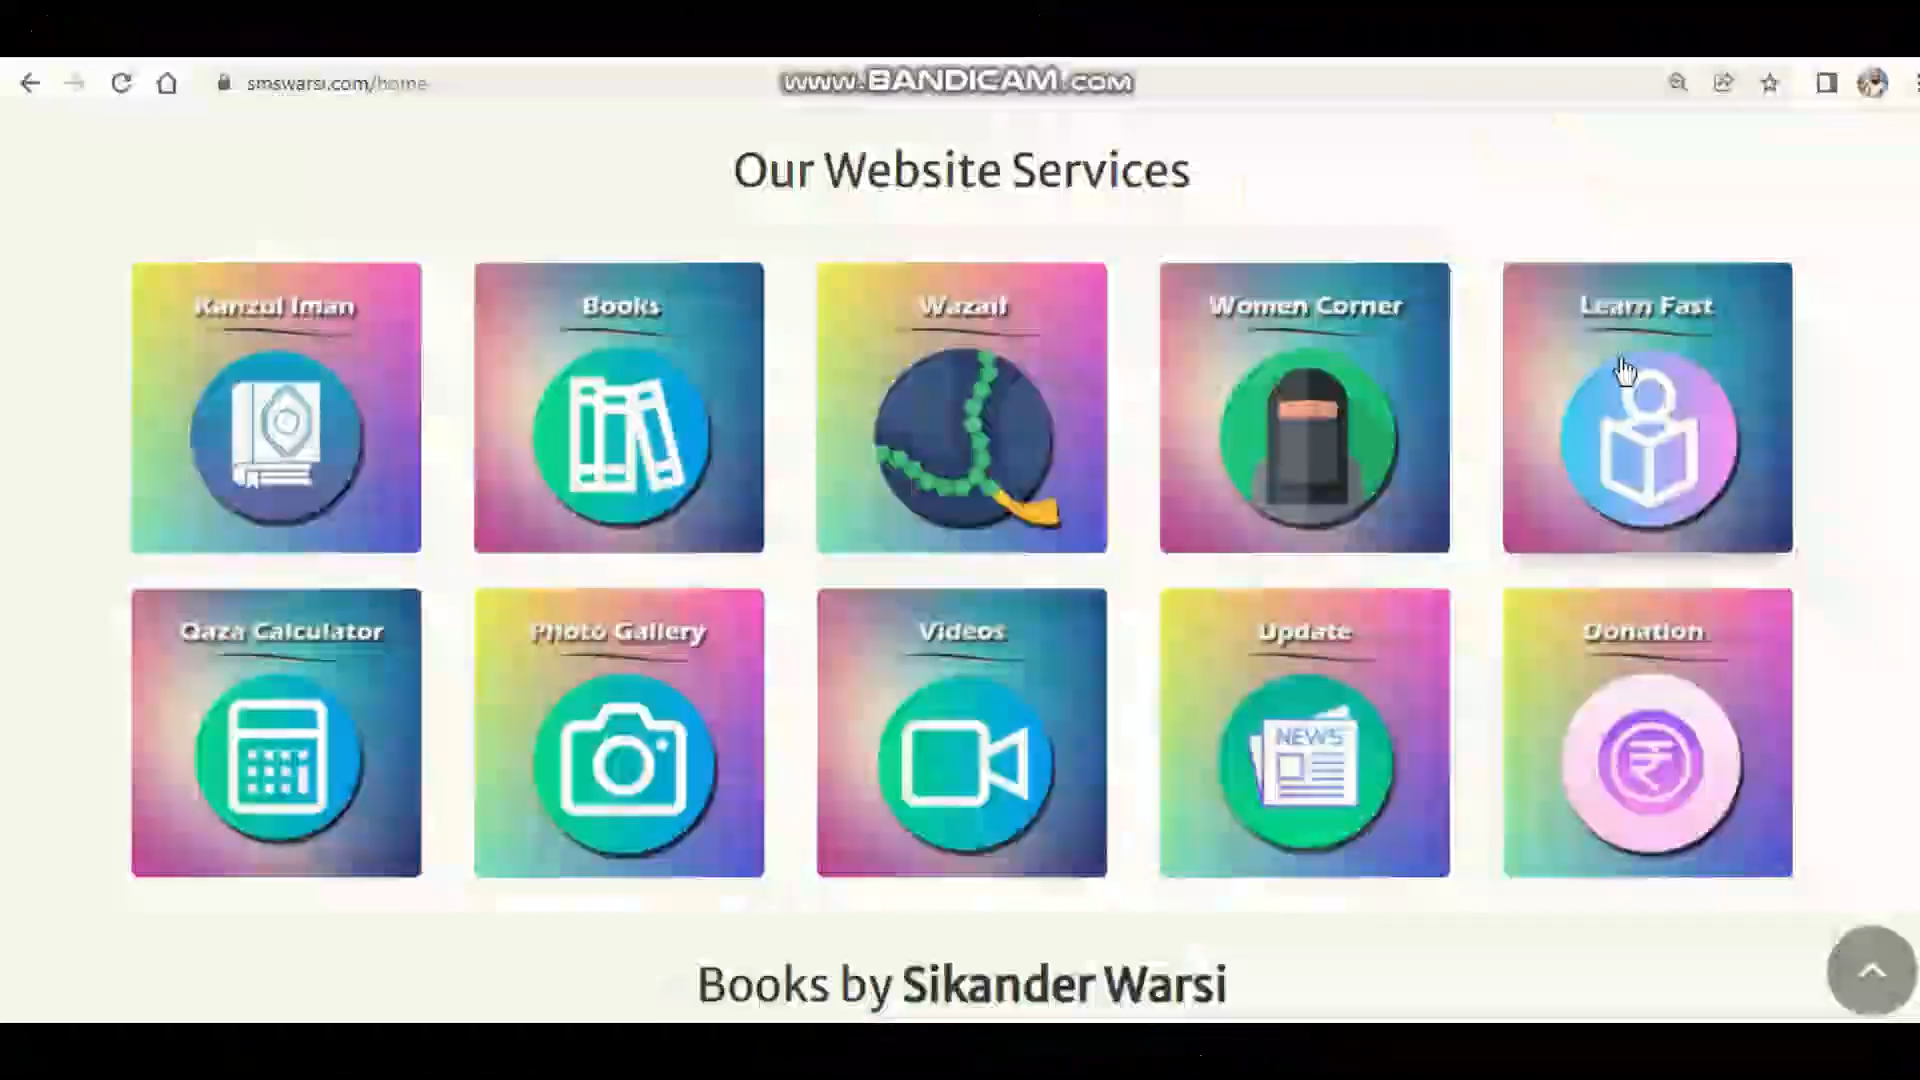 smswarsi.com/home
www.BANDICAM.com
Our Website Services
Kanzul Iman
Books
Wazaif
Women Corner
Learn Fast
Qaza Calculator
Photo Gallery
Videos
Update
Donation
NEWS
Books by Sikander Warsi